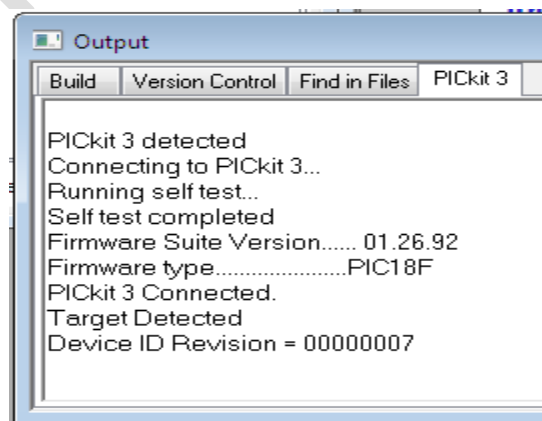 Output
Build Version Control Find in Files PICkit 3
PICkit 3 detected
Connecting to PICkit 3...
Running self test...
Self test completed
Firmware Suite Version...... 01.26.92
Firmware type......................PIC18F
PICkit 3 Connected.
Target Detected
Device ID Revision = 00000007